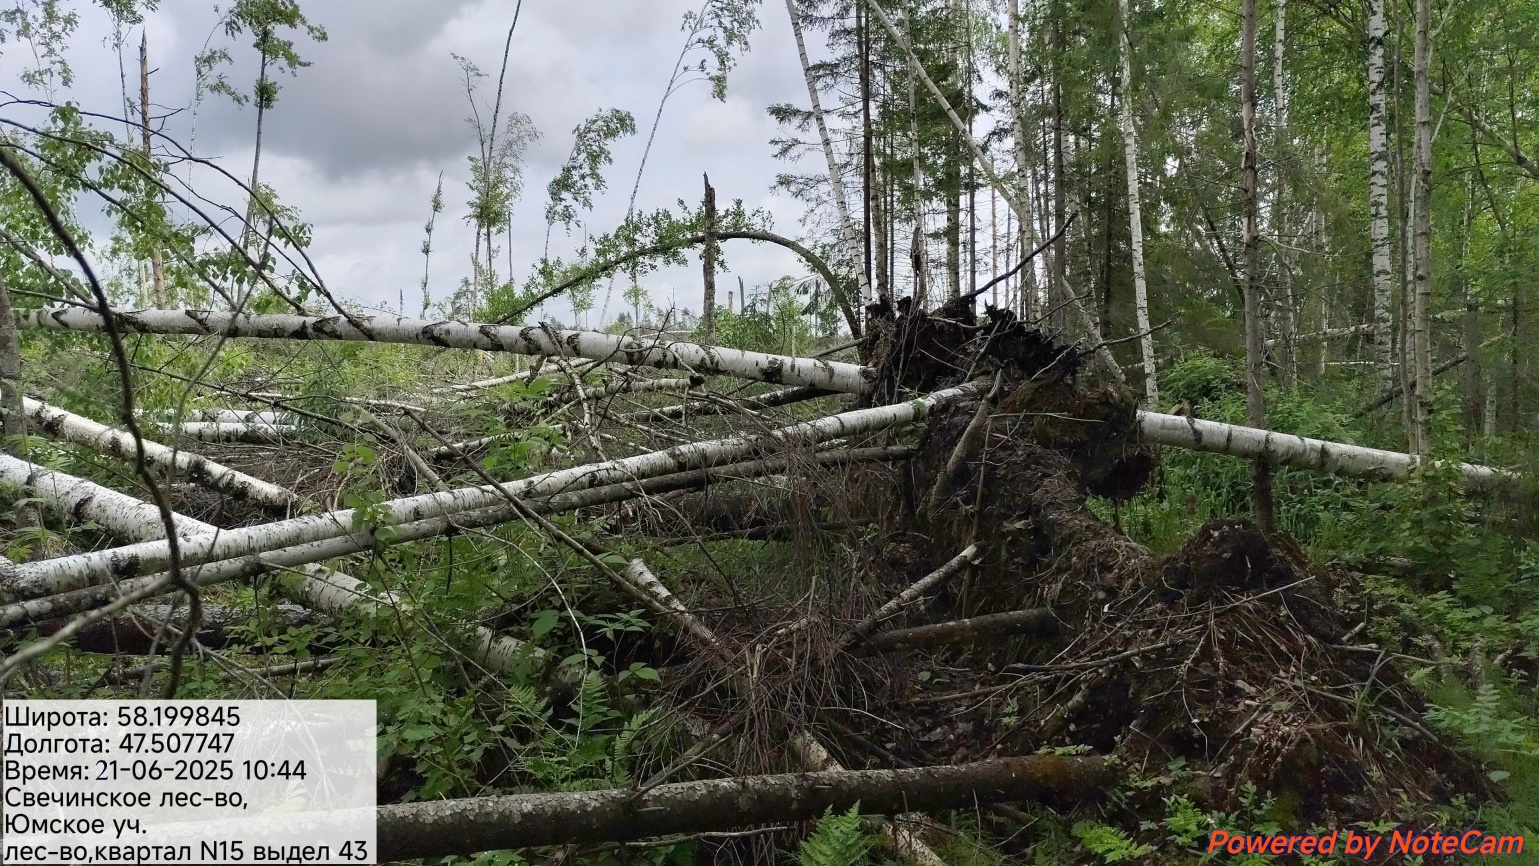 Широта: 58.199845
Долгота: 47.507747
Время: 21-06-2025 10:44
Свечинское лес-во,
Юмское уч.
лес-во,квартал N15 выдел 43
Powered by NoteCam